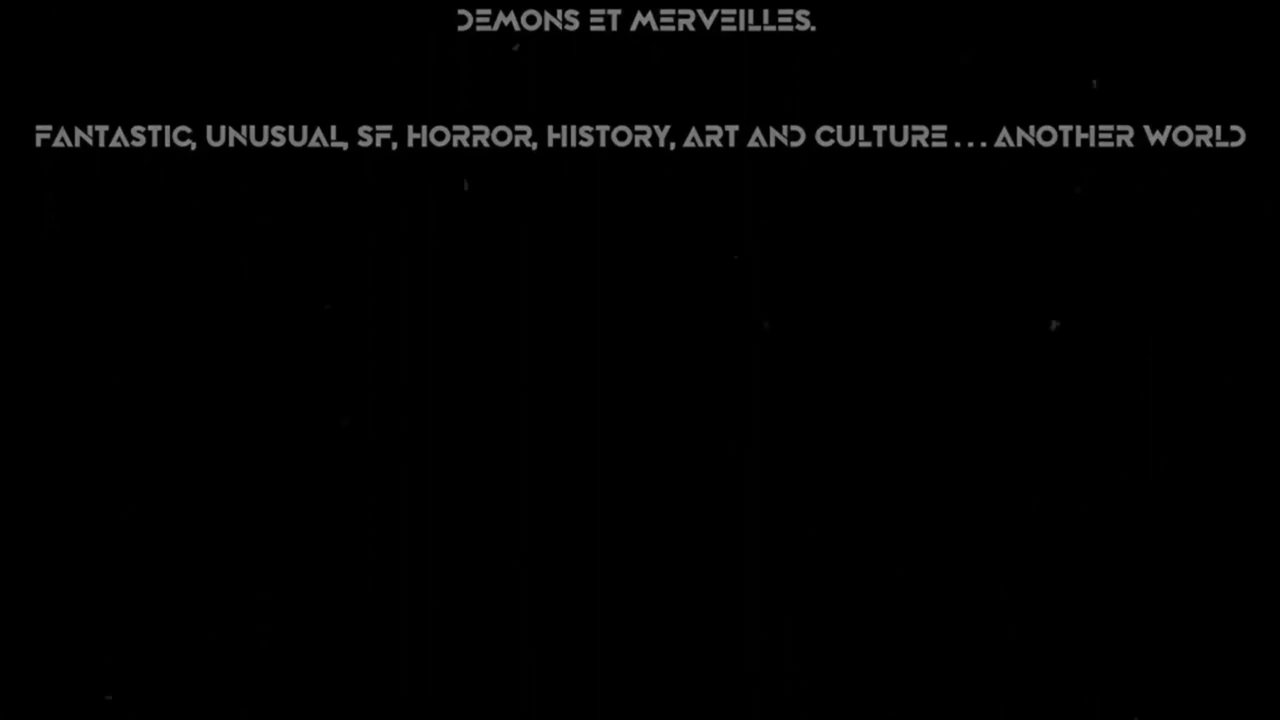 DEMONS ET MERVEILLES.
FANTASTIC, UNUSUAL, SF, HORROR, HISTORY, ART AND CULTURE . . . ANOTHER WORLD